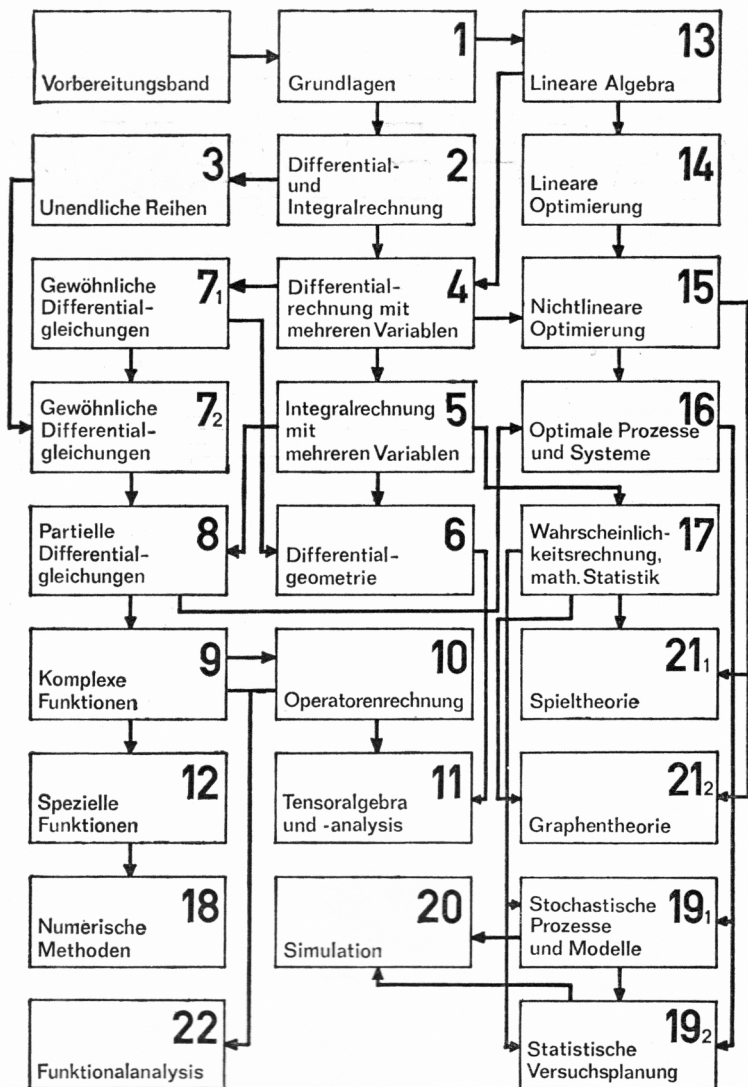 Vorbereitungsband
1
Grundlagen
13
Lineare Algebra
3
Unendliche Reihen
2
Differential-
und
Integralrechnung
14
Lineare
Optimierung
7₁
Gewöhnliche
Differential-
gleichungen
4
Differential-
rechnung mit
mehreren Variablen
15
Nichtlineare
Optimierung
7₂
Gewöhnliche
Differential-
gleichungen
5
Integralrechnung
mit
mehreren Variablen
16
Optimale Prozesse
und Systeme
8
Partielle
Differential-
gleichungen
6
Differential-
geometrie
17
Wahrscheinlich-
keitsrechnung,
math. Statistik
9
Komplexe
Funktionen
10
Operatorenrechnung
21₁
Spieltheorie
12
Spezielle
Funktionen
11
Tensoralgebra
und -analysis
21₂
Graphentheorie
18
Numerische
Methoden
20
Simulation
19₁
Stochastische
Prozesse
und Modelle
22
Funktionalanalysis
19₂
Statistische
Versuchsplanung